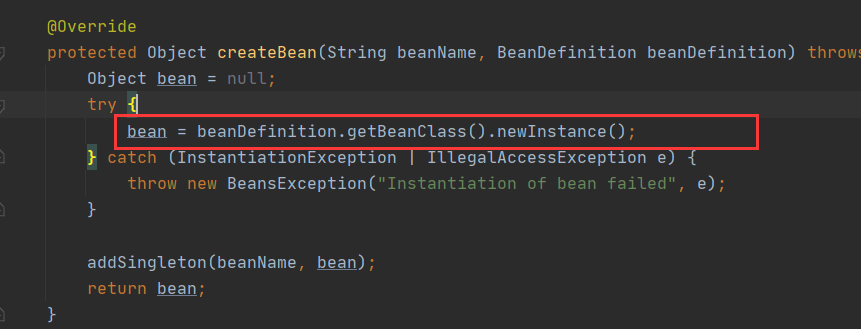 @Override
protected Object createBean(String beanName, BeanDefinition beanDefinition) throws
Object bean = null;
try {
bean = beanDefinition.getBeanClass().newInstance();
} catch (InstantiationException | IllegalAccessException e) {
throw new BeansException("Instantiation of bean failed", e);
}
addSingleton(beanName, bean);
return bean;
}